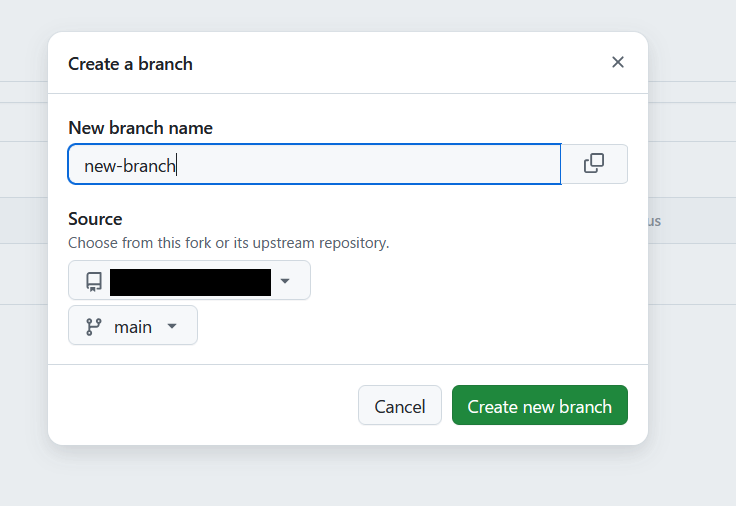 Create a branch
New branch name
new-branch
Source
Choose from this fork or its upstream repository.
main
Cancel
Create new branch
us